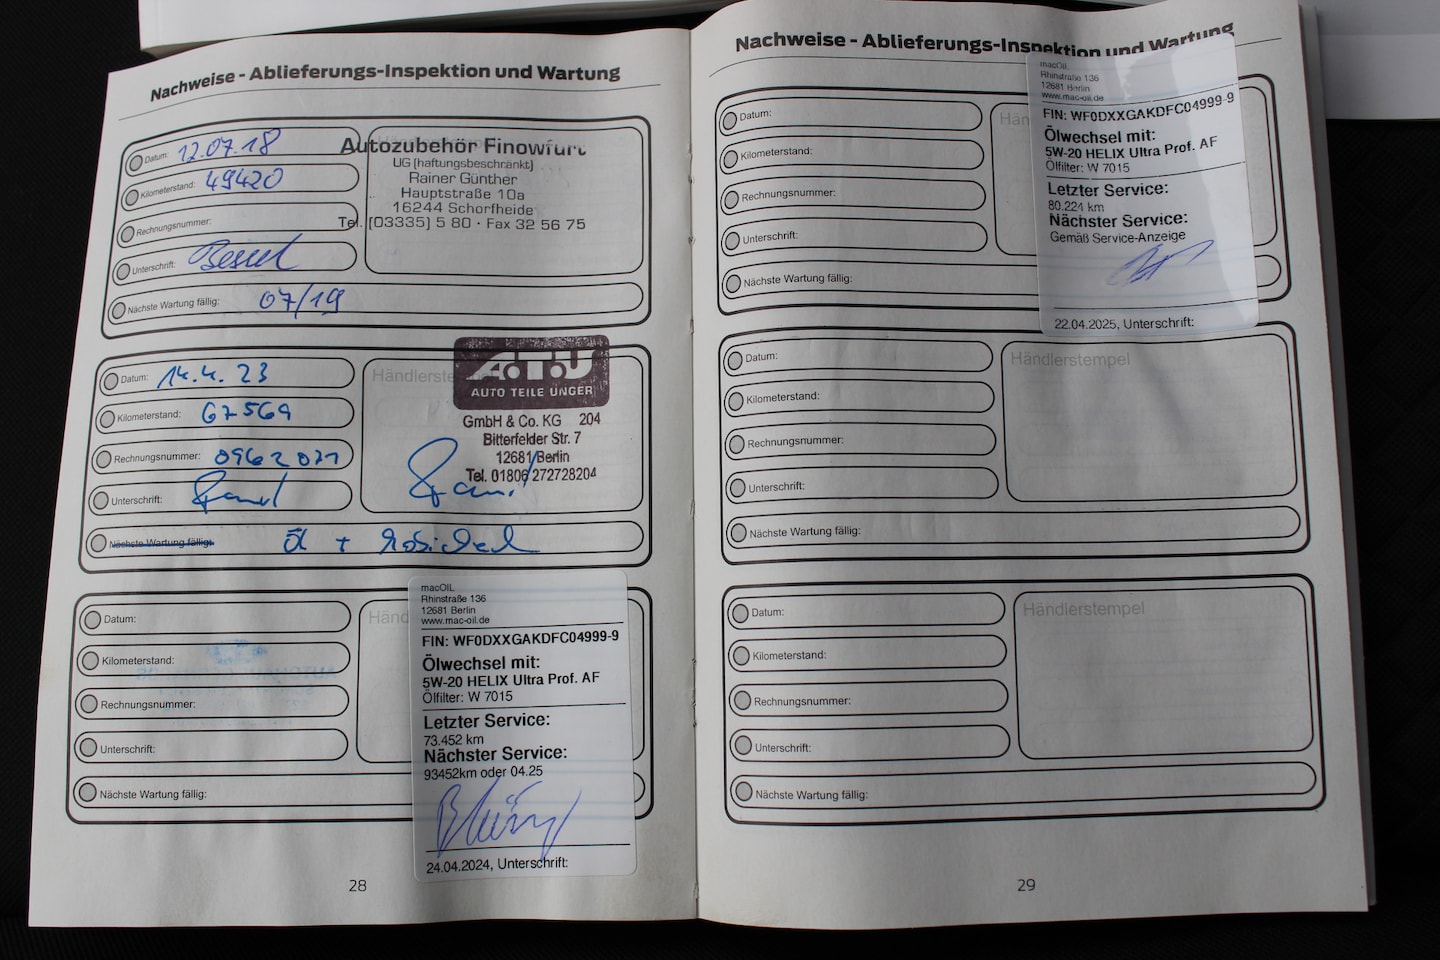 Nachweise - Ablieferungs-Inspektion und Wartung
Datum: 12.07.18
Kilometerstand: 49420
Rechnungsnummer:
Unterschrift:
Nächste Wartung fällig: 07/19
Händlerstempel
Autozubehör Finowfurt
UG (haftungsbeschränkt)
Rainer Günther
Hauptstraße 10a
16244 Schorfheide
Tel. (03335) 5 80 · Fax 32 56 75
Datum: 14.4.23
Kilometerstand: 67569
Rechnungsnummer: 0962071
Unterschrift:
Nächste Wartung fällig: Öl +
Händlerste
A.T.U
AUTO TEILE UNGER
GmbH & Co. KG 204
Bitterfelder Str. 7
12681 Berlin
Tel. 01806 272728204
Datum:
Kilometerstand:
Rechnungsnummer:
Unterschrift:
Nächste Wartung fällig:
Händ
macOIL
Rhinstraße 136
12681 Berlin
www.mac-oil.de
FIN: WF0DXXGAKDFC04999-9
Ölwechsel mit:
5W-20 HELIX Ultra Prof. AF
Ölfilter: W 7015
Letzter Service:
73.452 km
Nächster Service:
93452km oder 04.25
24.04.2024, Unterschrift:
28
Nachweise - Ablieferungs-Inspektion und Wartung
Datum:
Kilometerstand:
Rechnungsnummer:
Unterschrift:
Nächste Wartung fällig:
Hän
macOIL
Rhinstraße 136
12681 Berlin
www.mac-oil.de
FIN: WF0DXXGAKDFC04999-9
Ölwechsel mit:
5W-20 HELIX Ultra Prof. AF
Ölfilter: W 7015
Letzter Service:
80.224 km
Nächster Service:
Gemäß Service-Anzeige
22.04.2025, Unterschrift:
Datum:
Kilometerstand:
Rechnungsnummer:
Unterschrift:
Nächste Wartung fällig:
Händlerstempel
Datum:
Kilometerstand:
Rechnungsnummer:
Unterschrift:
Nächste Wartung fällig:
Händlerstempel
29